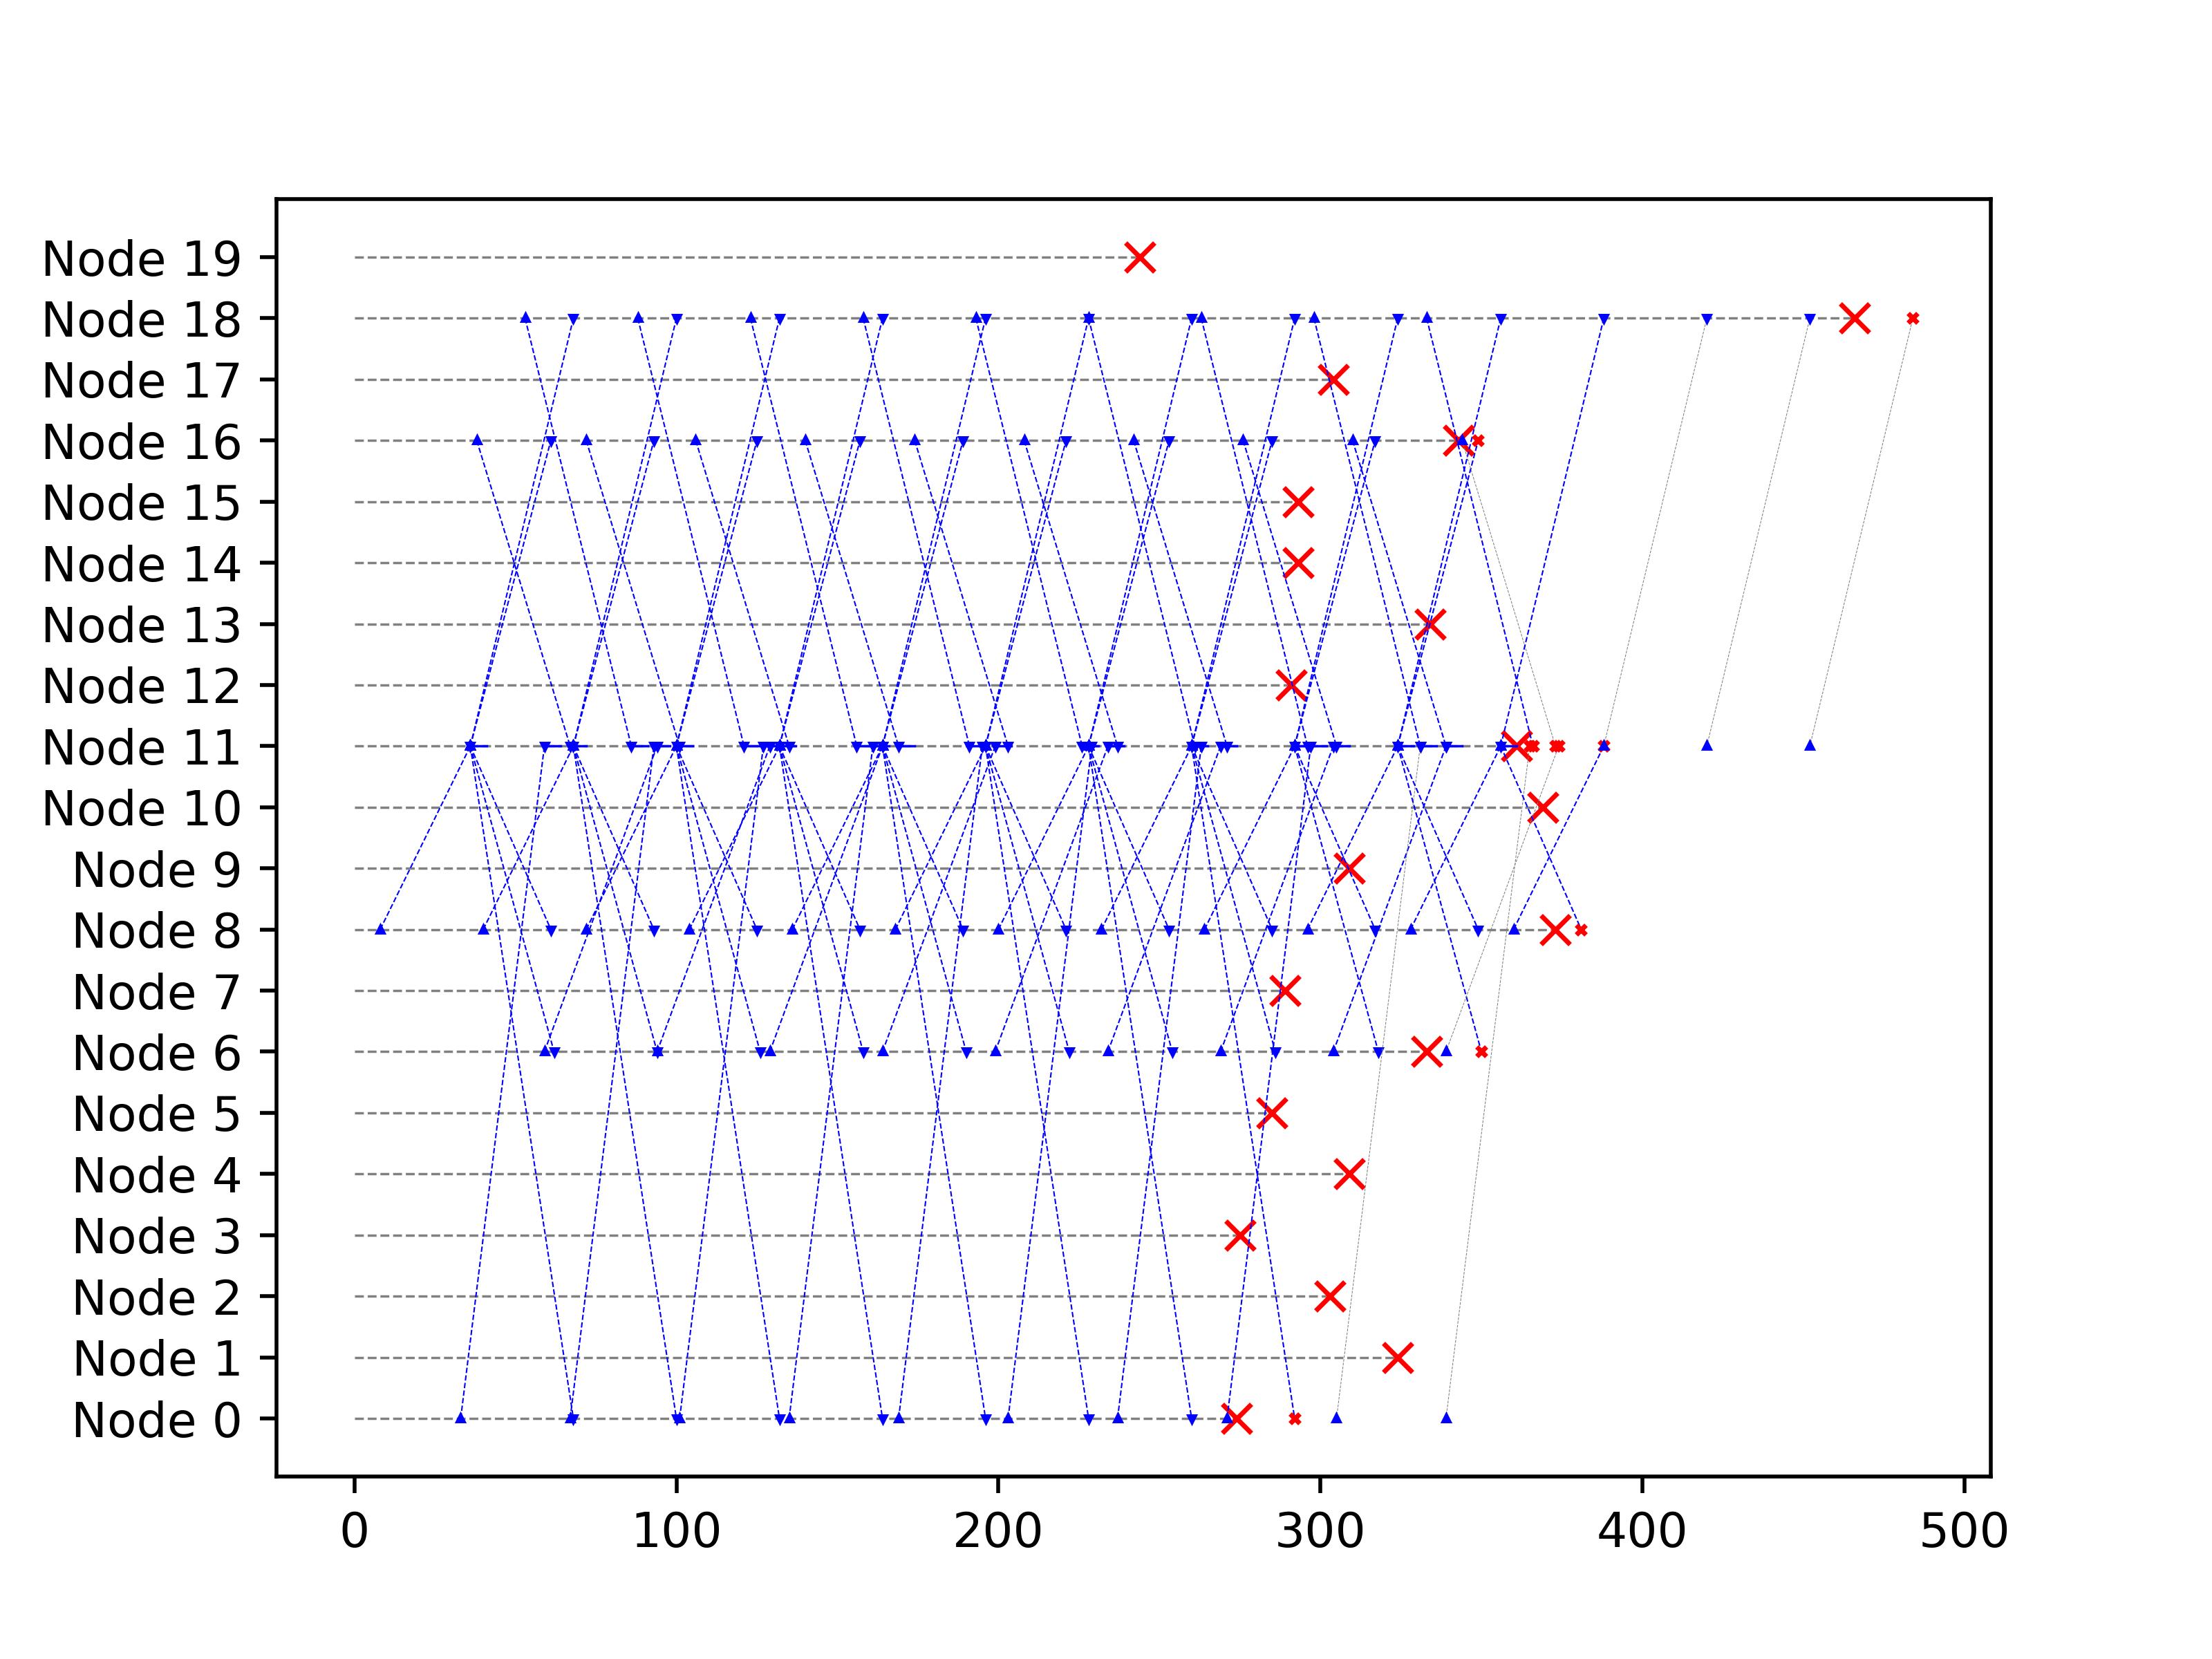 Node 19
Node 18
Node 17
Node 16
Node 15
Node 14
Node 13
Node 12
Node 11
Node 10
Node 9
Node 8
Node 7
Node 6
Node 5
Node 4
Node 3
Node 2
Node 1
Node 0
0 100 200 300 400 500